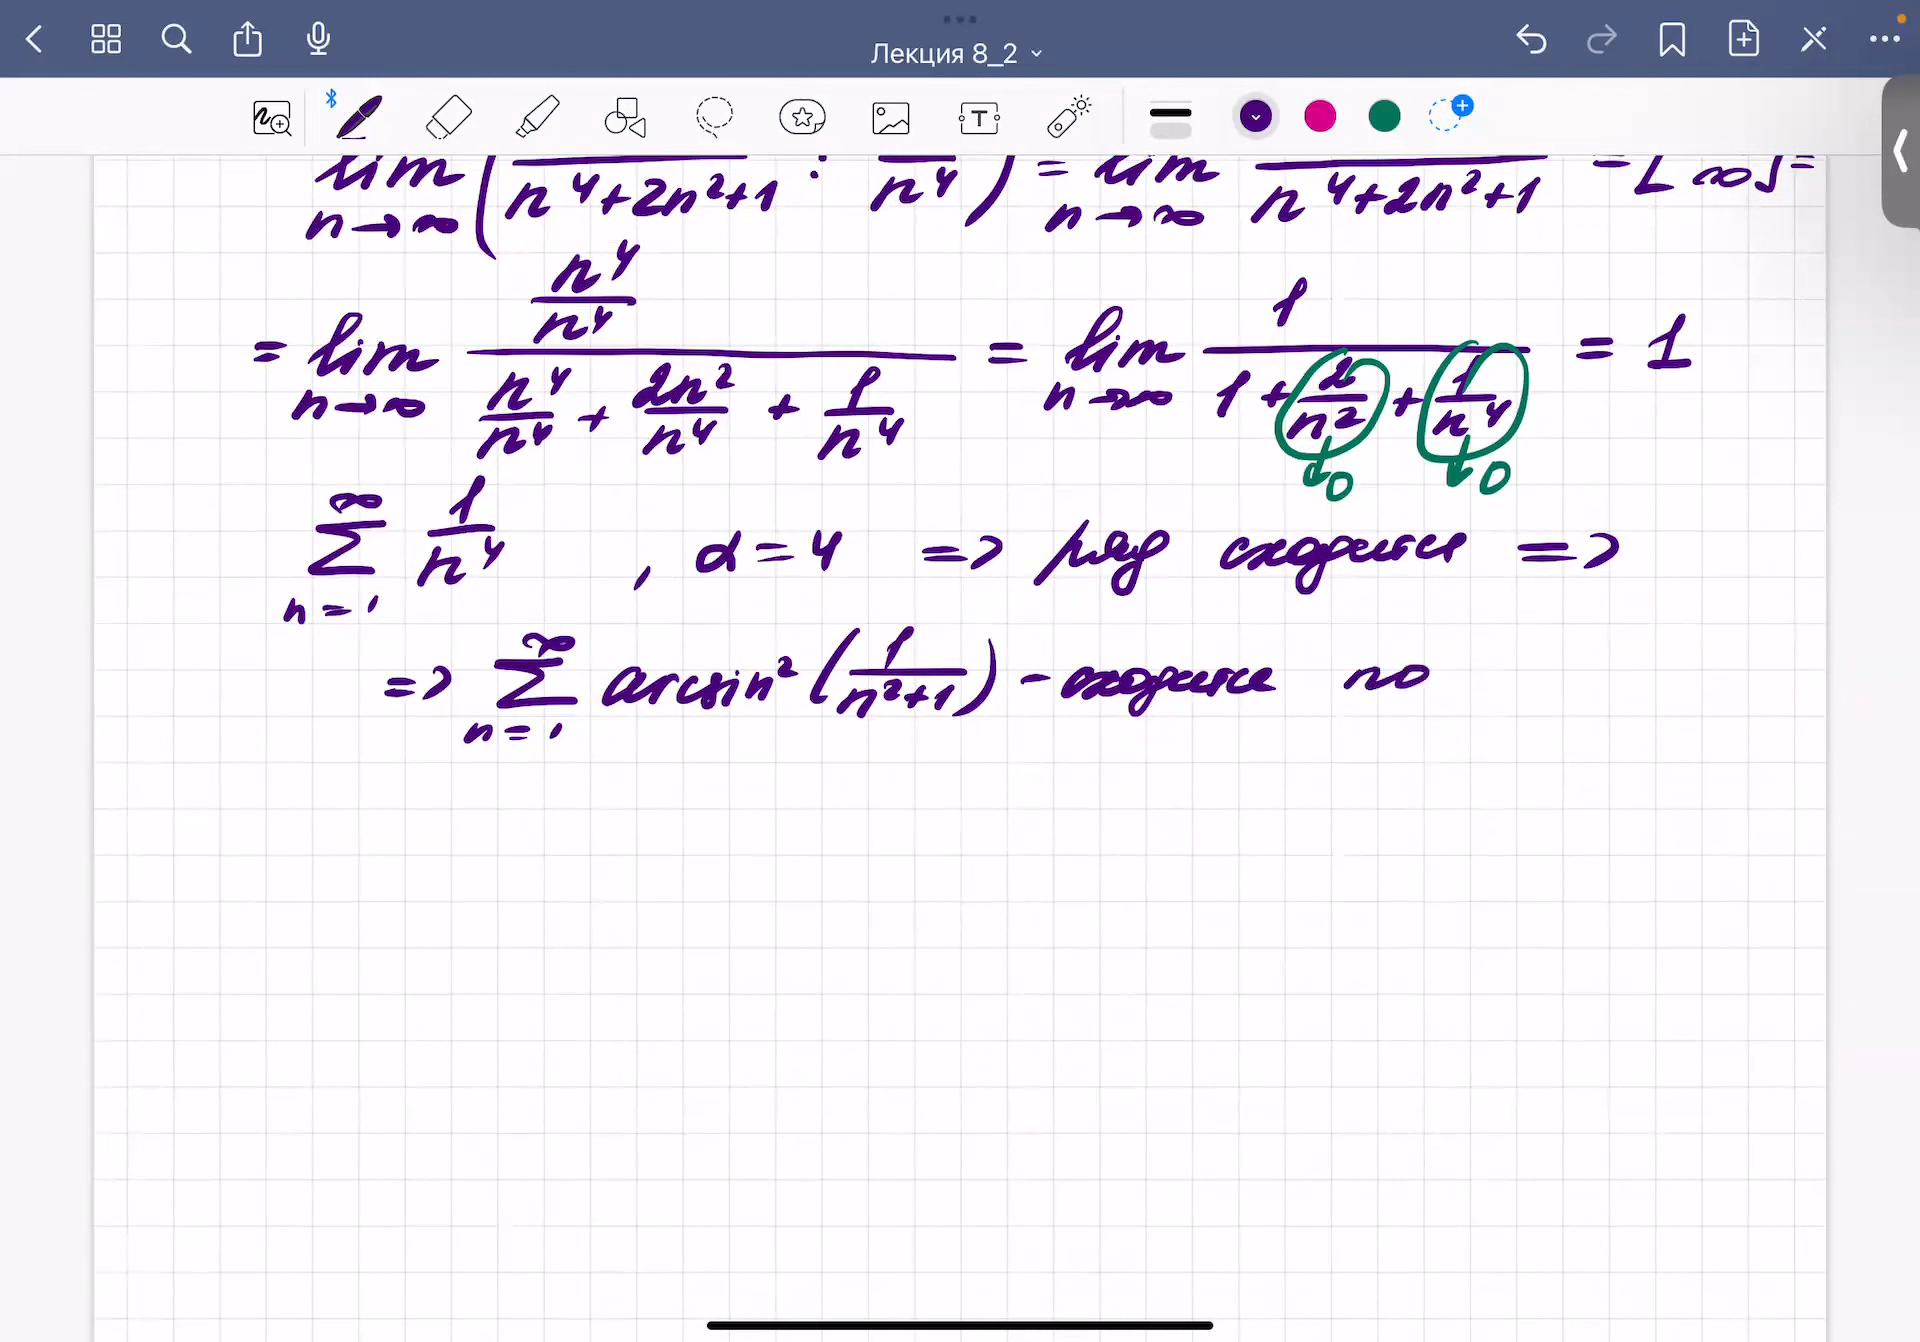 Лекция 8_2
T
lim n→∞ ( / n⁴+2n²+1 : / n⁴ ) = lim n→∞ / n⁴+2n²+1 = [∞/∞] =
= lim n→∞ (n⁴/n⁴) / (n⁴/n⁴ + 2n²/n⁴ + 1/n⁴) = lim n→∞ 1 / (1 + 2/n² + 1/n⁴) = 1
↓0 ↓0
∞ ∑ n=1 1/n⁴ , α=4 => ряд сходится =>
=> ∞ ∑ n=1 arcsin² (1/n²+1) - сходится по